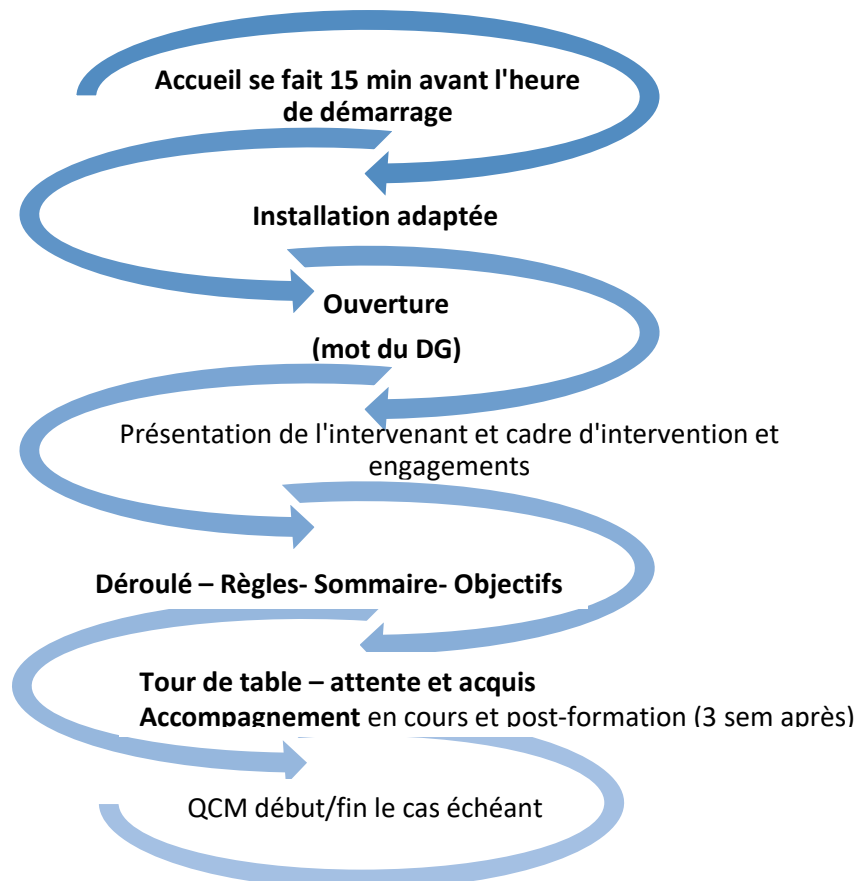 Accueil se fait 15 min avant l'heure
de démarrage
Installation adaptée
Ouverture
(mot du DG)
Présentation de l'intervenant et cadre d'intervention et
engagements
Déroulé – Règles- Sommaire- Objectifs
Tour de table – attente et acquis
Accompagnement en cours et post-formation (3 sem après)
QCM début/fin le cas échéant